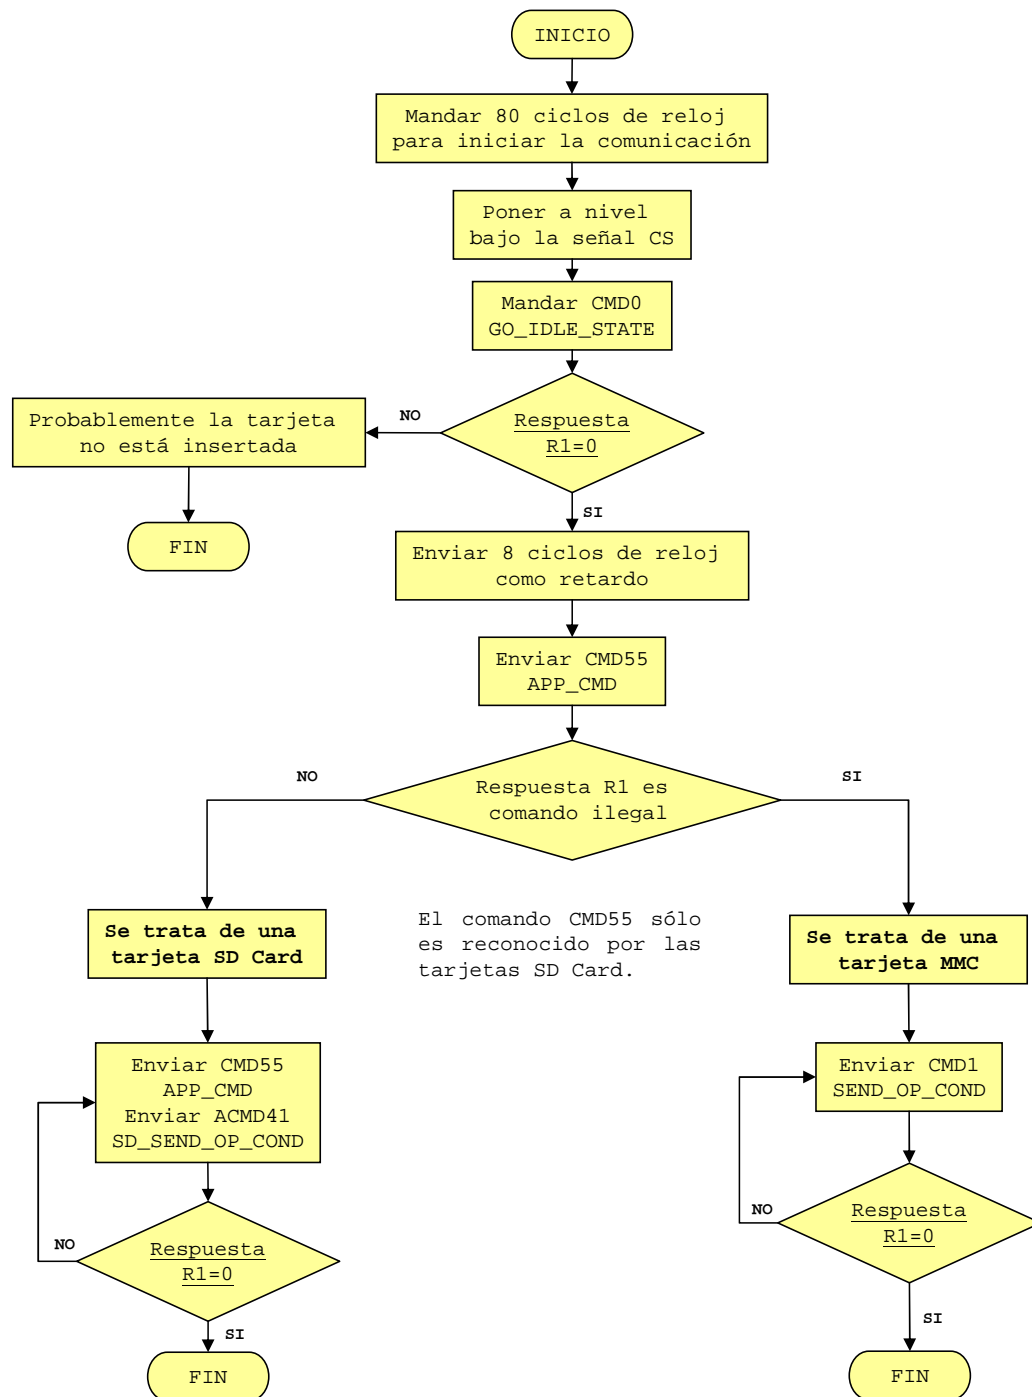 INICIO
Mandar 80 ciclos de reloj
para iniciar la comunicación
Poner a nivel
bajo la señal CS
Mandar CMD0
GO_IDLE_STATE
Respuesta
R1=0
NO
Probablemente la tarjeta
no está insertada
FIN
SI
Enviar 8 ciclos de reloj
como retardo
Enviar CMD55
APP_CMD
Respuesta R1 es
comando ilegal
NO
SI
Se trata de una
tarjeta SD Card
El comando CMD55 sólo
es reconocido por las
tarjetas SD Card.
Se trata de una
tarjeta MMC
Enviar CMD55
APP_CMD
Enviar ACMD41
SD_SEND_OP_COND
Respuesta
R1=0
NO
SI
FIN
Enviar CMD1
SEND_OP_COND
Respuesta
R1=0
NO
SI
FIN